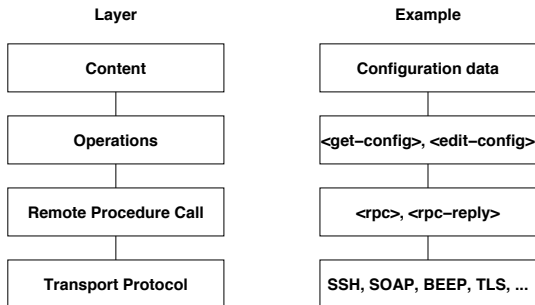 Layer
Example
Content
Configuration data
Operations
<get–config>, <edit–config>
Remote Procedure Call
<rpc>, <rpc–reply>
Transport Protocol
SSH, SOAP, BEEP, TLS, ...